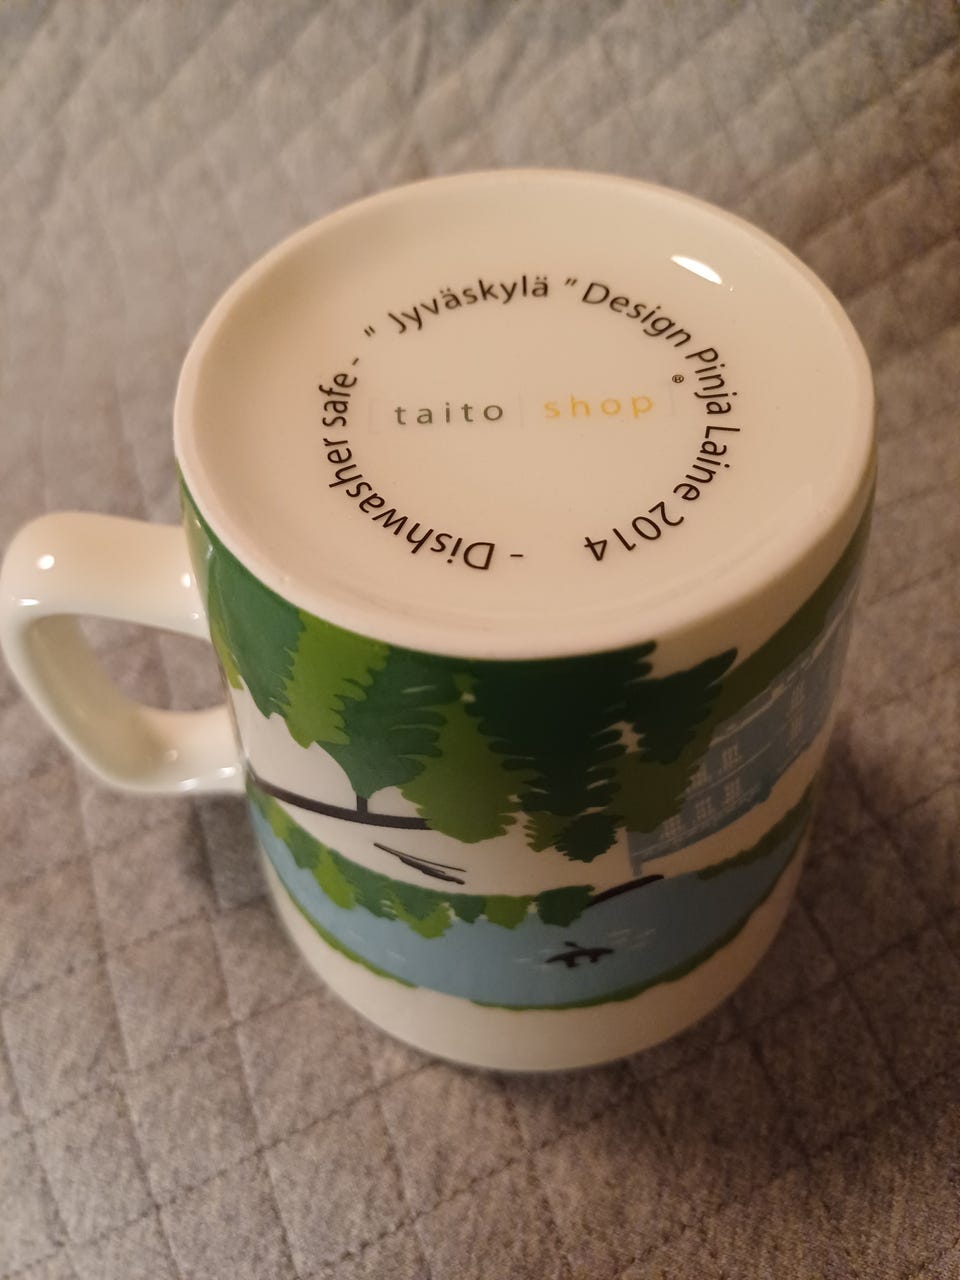 " Jyväskylä " Design Pinja Laine 2014 - Dishwasher safe -
[ taito | shop ]®